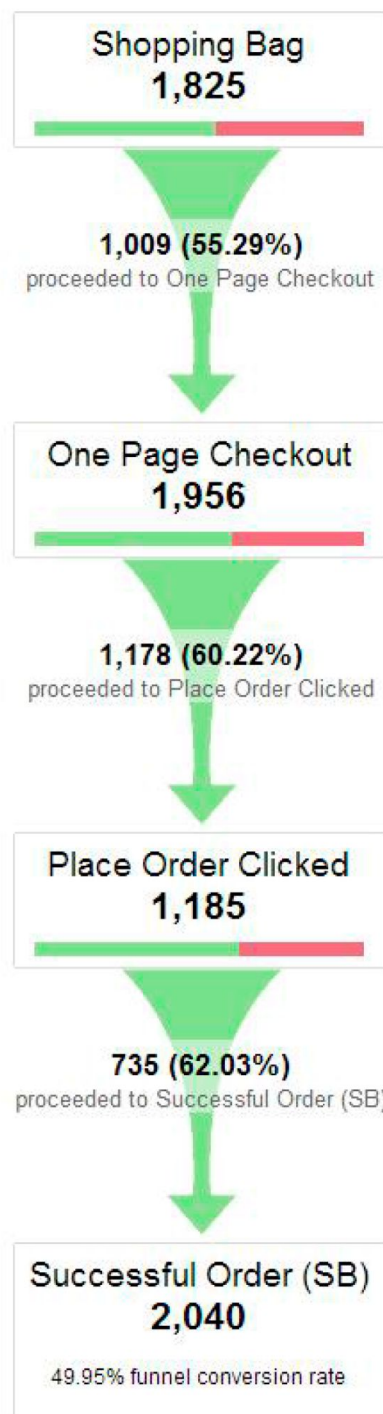 Shopping Bag
1,825
1,009 (55.29%)
proceeded to One Page Checkout
One Page Checkout
1,956
1,178 (60.22%)
proceeded to Place Order Clicked
Place Order Clicked
1,185
735 (62.03%)
proceeded to Successful Order (SB)
Successful Order (SB)
2,040
49.95% funnel conversion rate